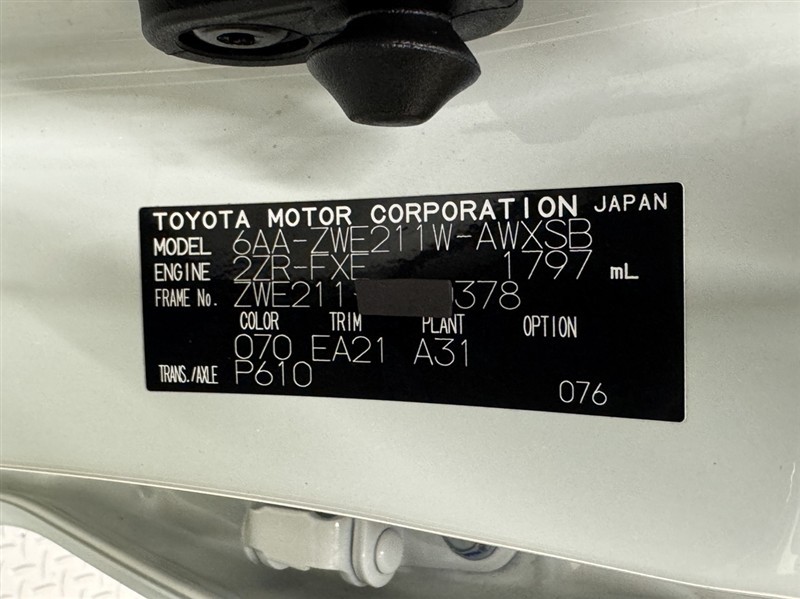 TOYOTA MOTOR CORPORATION JAPAN
MODEL 6AA-ZWE211W-AWXSB
ENGINE 2ZR-FXE 1797 mL
FRAME No. ZWE211- 378
COLOR TRIM PLANT OPTION
070 EA21 A31
TRANS./AXLE P610
076